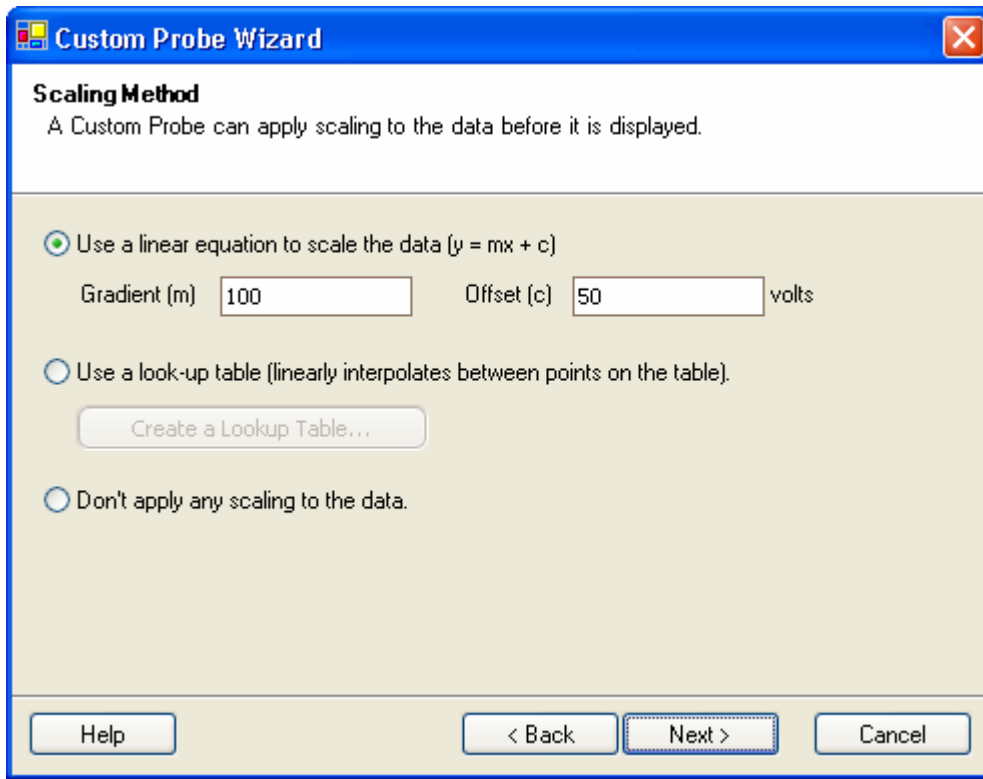 Custom Probe Wizard
Scaling Method
A Custom Probe can apply scaling to the data before it is displayed.
Use a linear equation to scale the data (y = mx + c)
Gradient (m) 100 Offset (c) 50 volts
Use a look-up table (linearly interpolates between points on the table).
Create a Lookup Table...
Don't apply any scaling to the data.
Help < Back Next > Cancel